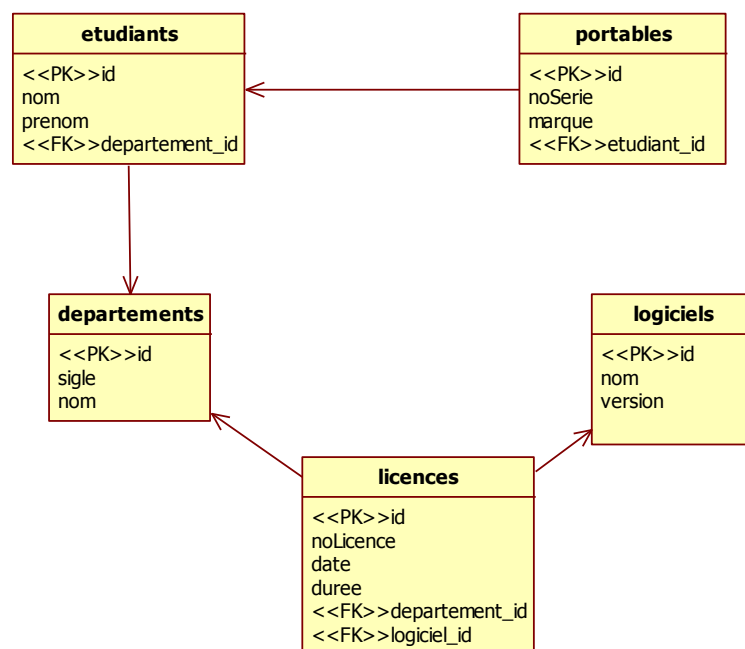 etudiants
<<PK>>id
nom
prenom
<<FK>>departement_id
portables
<<PK>>id
noSerie
marque
<<FK>>etudiant_id
departements
<<PK>>id
sigle
nom
logiciels
<<PK>>id
nom
version
licences
<<PK>>id
noLicence
date
duree
<<FK>>departement_id
<<FK>>logiciel_id